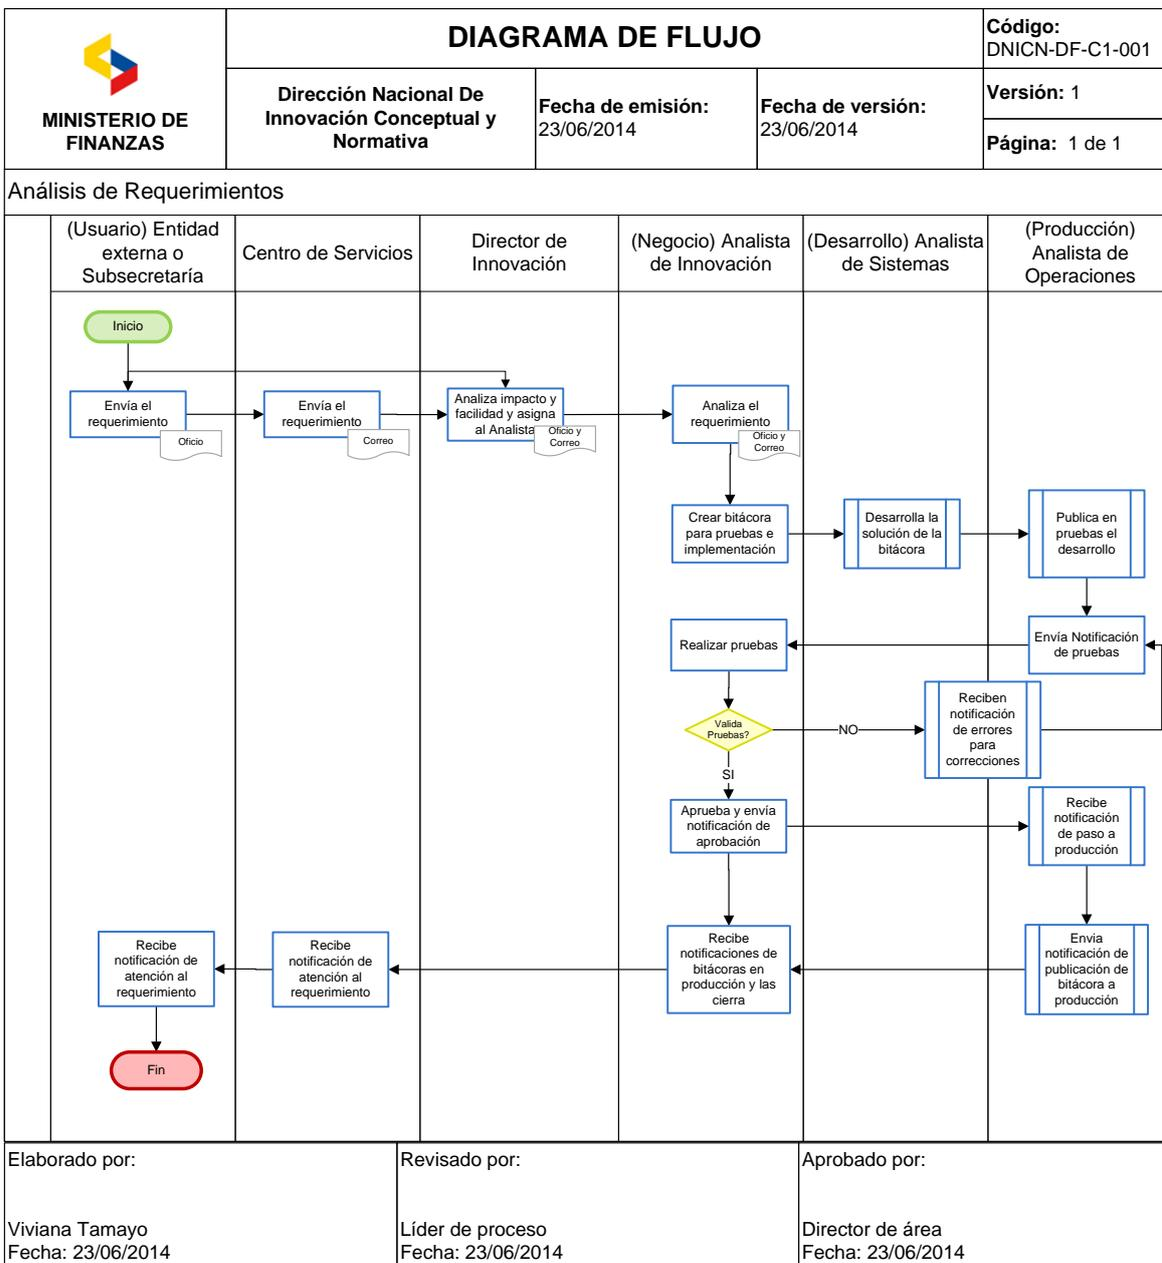 MINISTERIO DE
FINANZAS
DIAGRAMA DE FLUJO
Código:
DNICN-DF-C1-001
Dirección Nacional De
Innovación Conceptual y
Normativa
Fecha de emisión:
23/06/2014
Fecha de versión:
23/06/2014
Versión: 1
Página: 1 de 1
Análisis de Requerimientos
(Usuario) Entidad
externa o
Subsecretaría
Centro de Servicios
Director de
Innovación
(Negocio) Analista
de Innovación
(Desarrollo) Analista
de Sistemas
(Producción)
Analista de
Operaciones
Inicio
Envía el
requerimiento
Oficio
Envía el
requerimiento
Correo
Analiza impacto y
facilidad y asigna
al Analista
Oficio y
Correo
Analiza el
requerimiento
Oficio y
Correo
Crear bitácora
para pruebas e
implementación
Desarrolla la
solución de la
bitácora
Publica en
pruebas el
desarrollo
Realizar pruebas
Envía Notificación
de pruebas
Valida
Pruebas?
NO
Reciben
notificación
de errores
para
correcciones
SI
Aprueba y envía
notificación de
aprobación
Recibe
notificación
de paso a
producción
Recibe
notificación de
atención al
requerimiento
Recibe
notificación de
atención al
requerimiento
Recibe
notificaciones de
bitácoras en
producción y las
cierra
Envia
notificación de
publicación de
bitácora a
producción
Fin
Elaborado por:
Viviana Tamayo
Fecha: 23/06/2014
Revisado por:
Líder de proceso
Fecha: 23/06/2014
Aprobado por:
Director de área
Fecha: 23/06/2014